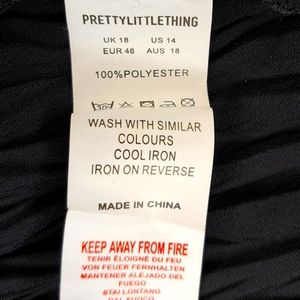 PRETTYLITTLETHING
UK 18 US 14
EUR 46 AUS 18
100%POLYESTER
WASH WITH SIMILAR
COLOURS
COOL IRON
IRON ON REVERSE
MADE IN CHINA
KEEP AWAY FROM FIRE
TENIR ÉLOIGNÉ DU FEU
VON FEUER FERNHALTEN
MANTENER ALEJADO DEL
FUEGO
STAI LONTANO
DAL FUOCO